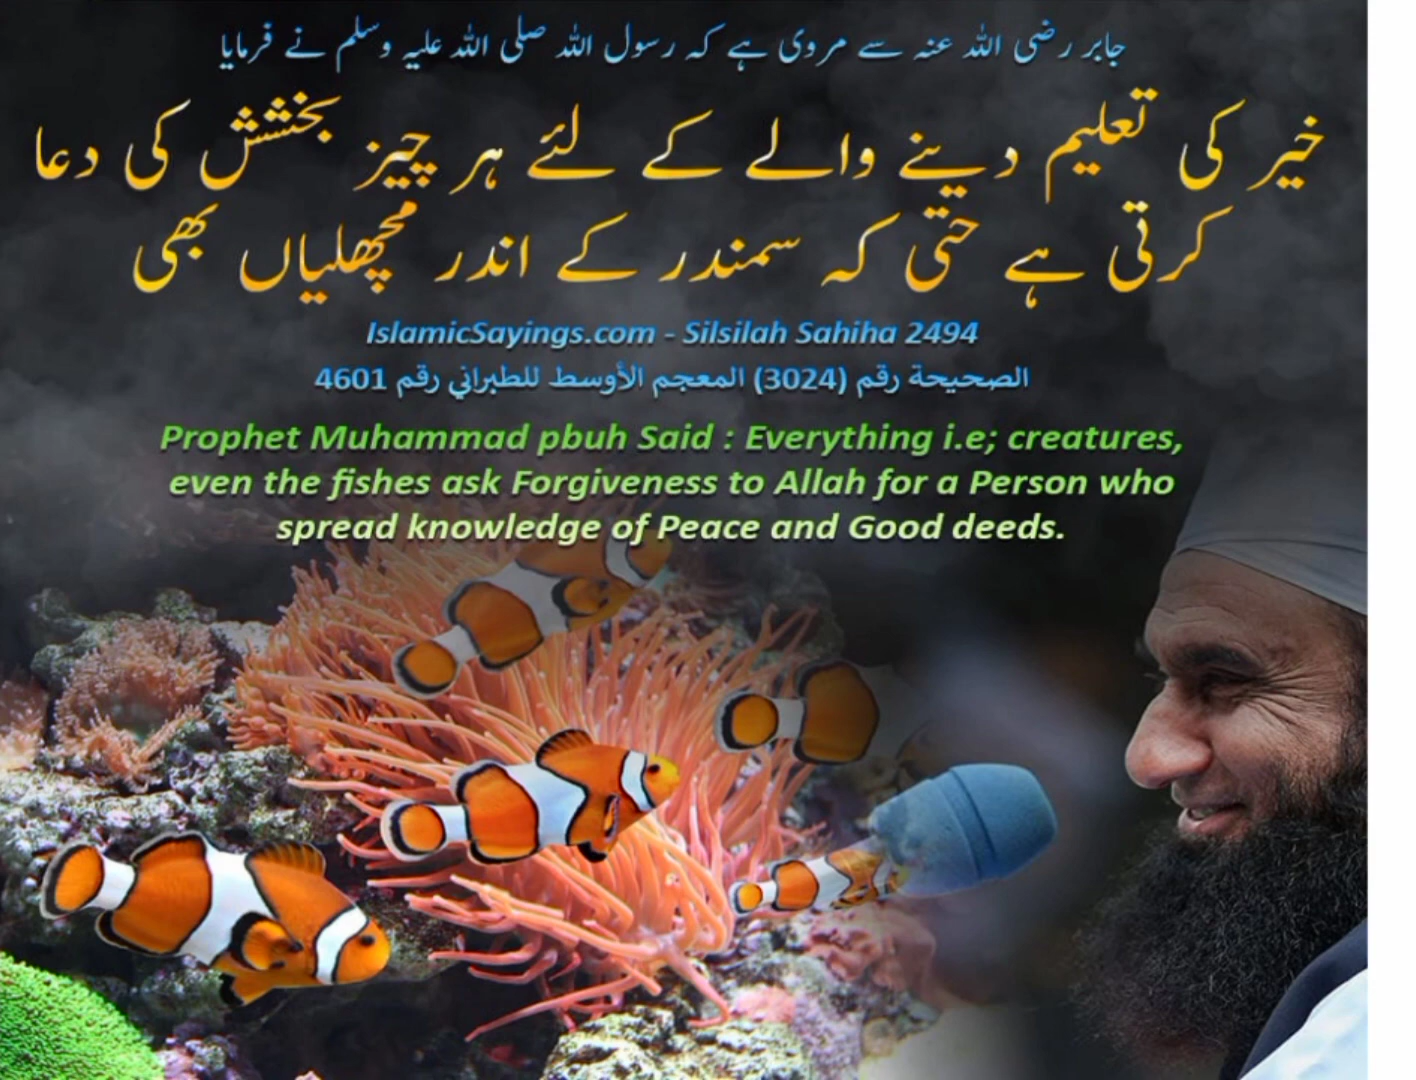 جابر رضی اللہ عنہ سے مروی ہے کہ رسول اللہ صلی اللہ علیہ وسلم نے فرمایا
خیر کی تعلیم دینے والے کے لئے ہر چیز بخشش کی دعا
کرتی ہے حتی کہ سمندر کے اندر مچھلیاں بھی
IslamicSayings.com - Silsilah Sahiha 2494
الصحيحة رقم (3024) المعجم الأوسط للطبراني رقم 4601
Prophet Muhammad pbuh Said : Everything i.e; creatures,
even the fishes ask Forgiveness to Allah for a Person who
spread knowledge of Peace and Good deeds.